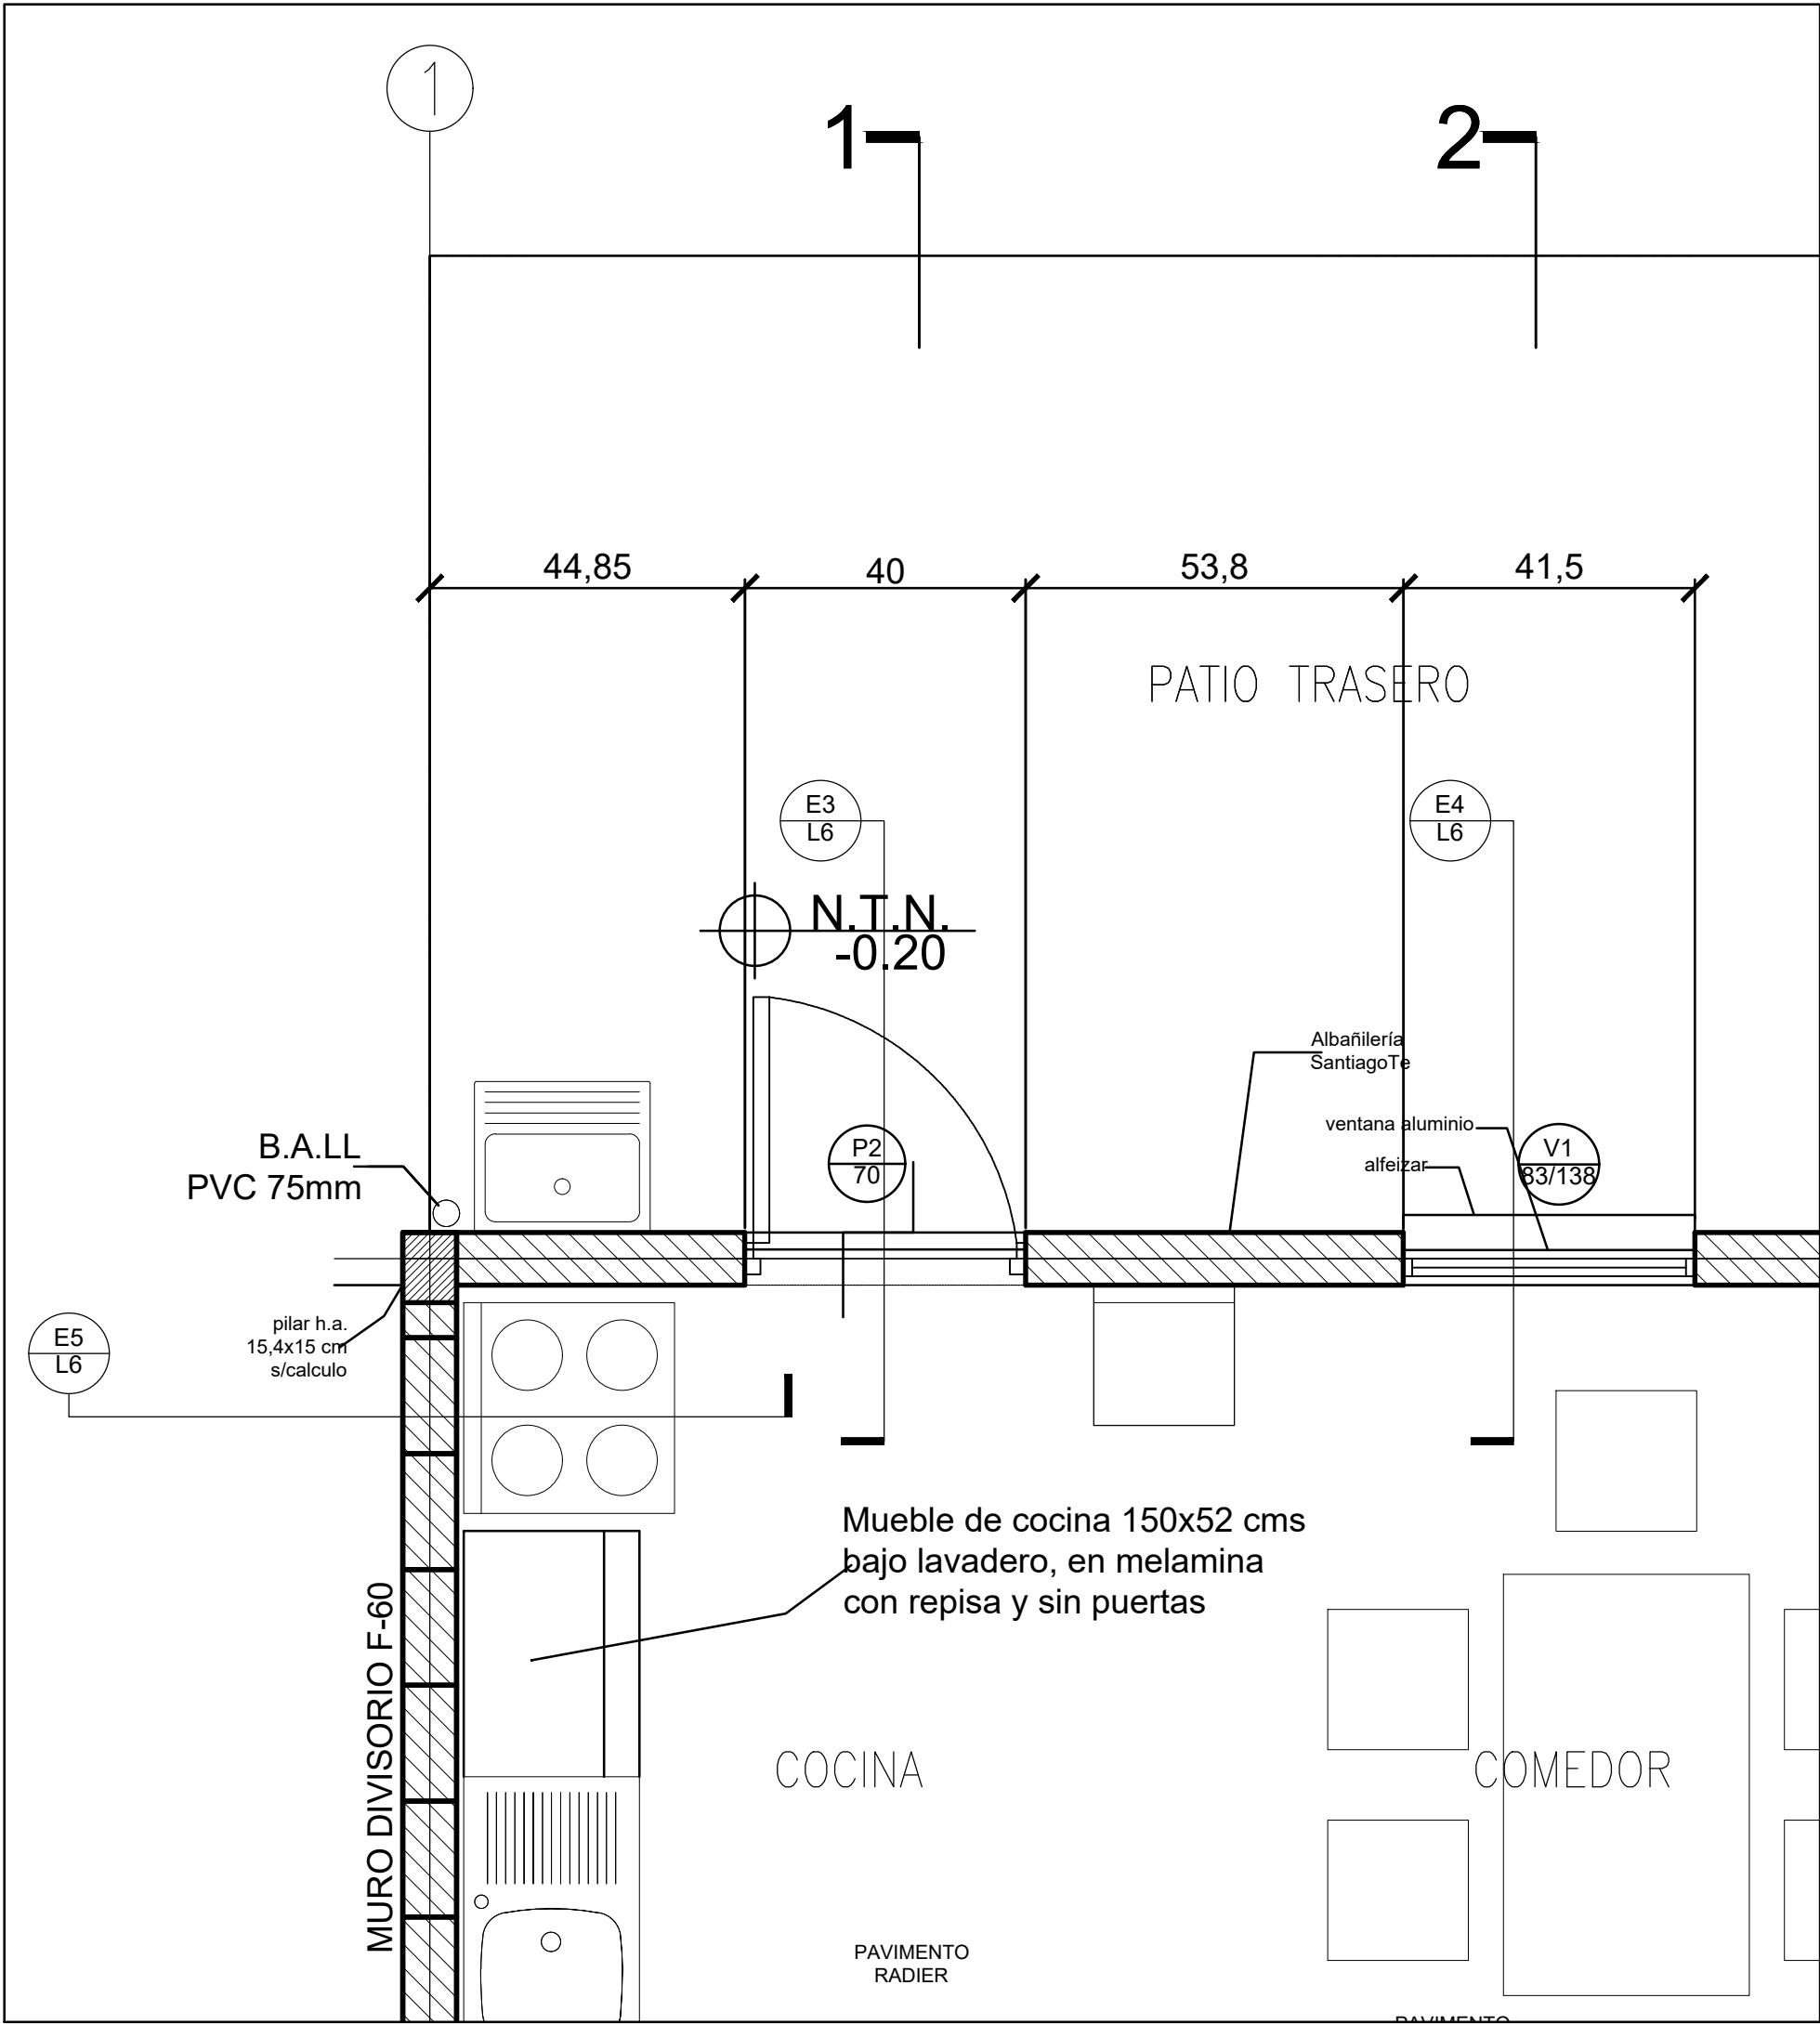 1
1
2
44,85
40
53,8
41,5
PATIO TRASERO
E3
L6
E4
L6
N.T.N.
-0.20
Albañilería
SantiagoTe
ventana aluminio
alfeizar
V1
83/138
P2
70
B.A.LL
PVC 75mm
pilar h.a.
15,4x15 cm
s/calculo
E5
L6
Mueble de cocina 150x52 cms
bajo lavadero, en melamina
con repisa y sin puertas
MURO DIVISORIO F-60
COCINA
COMEDOR
PAVIMENTO
RADIER
PAVIMENTO